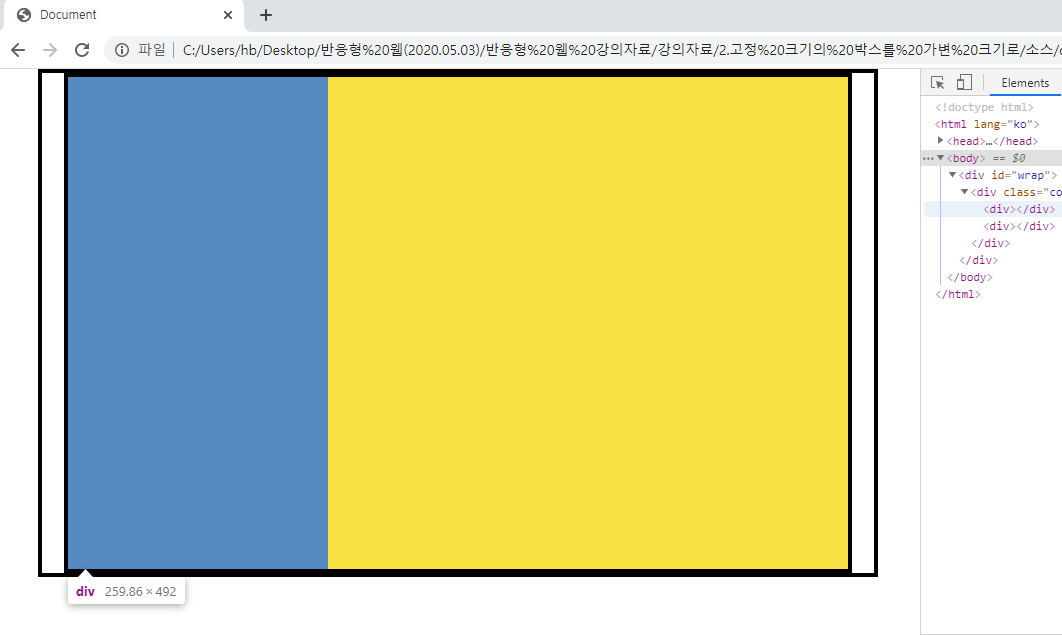 Document
파일 C:/Users/hb/Desktop/반응형%20웹(2020.05.03)/반응형%20웹%20강의자료/강의자료/2.고정%20크기의%20박스를%20가변%20크기로/소스/
Elements
<!doctype html>
<html lang="ko">
<head>…</head>
<body> == $0
<div id="wrap">
<div class="co
<div></div>
<div></div>
</div>
</div>
</body>
</html>
div 259.86 × 492